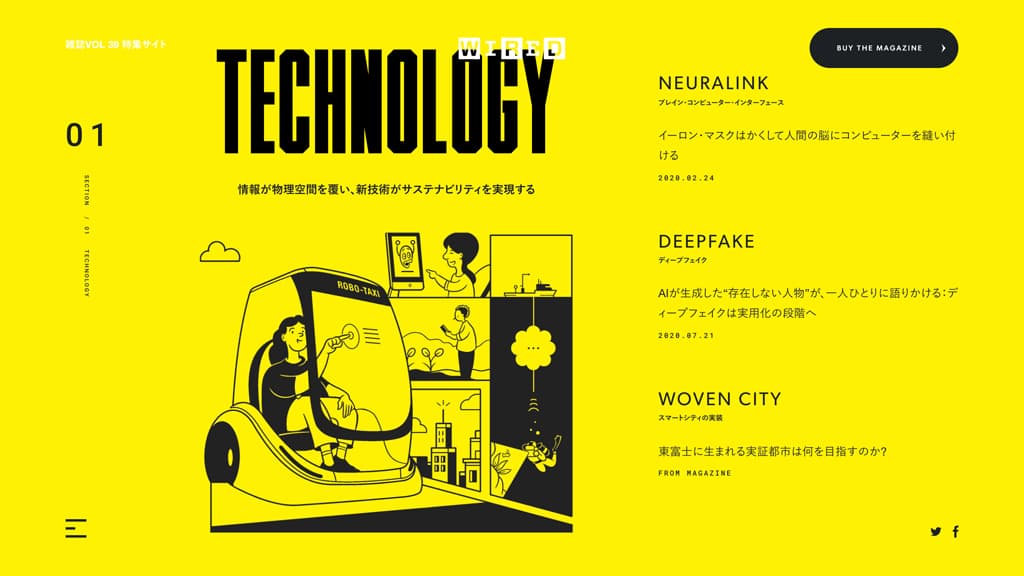 雑誌VOL 39 特集サイト
WIRED
BUY THE MAGAZINE
TECHNOLOGY
01
SECTION / 01 TECHNOLOGY
情報が物理空間を覆い、新技術がサステナビリティを実現する
ROBO-TAXI
NEURALINK
ブレイン・コンピューター・インターフェース
イーロン・マスクはかくして人間の脳にコンピューターを縫い付
ける
2020.02.24
DEEPFAKE
ディープフェイク
AIが生成した“存在しない人物”が、一人ひとりに語りかける：デ
ィープフェイクは実用化の段階へ
2020.07.21
WOVEN CITY
スマートシティの実装
東富士に生まれる実証都市は何を目指すのか？
FROM MAGAZINE